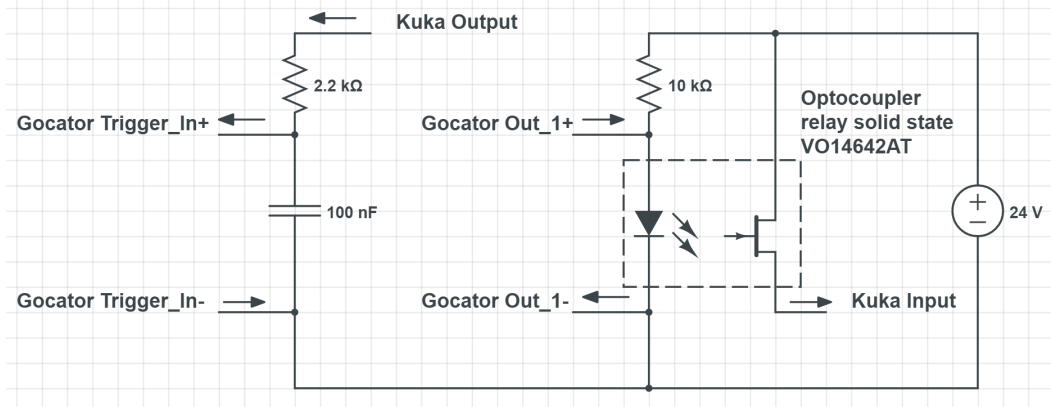 Kuka Output
2.2 kΩ
10 kΩ
Optocoupler
relay solid state
VO14642AT
Gocator Trigger_In+
Gocator Out_1+
100 nF
+
−
24 V
Gocator Trigger_In-
Gocator Out_1-
Kuka Input